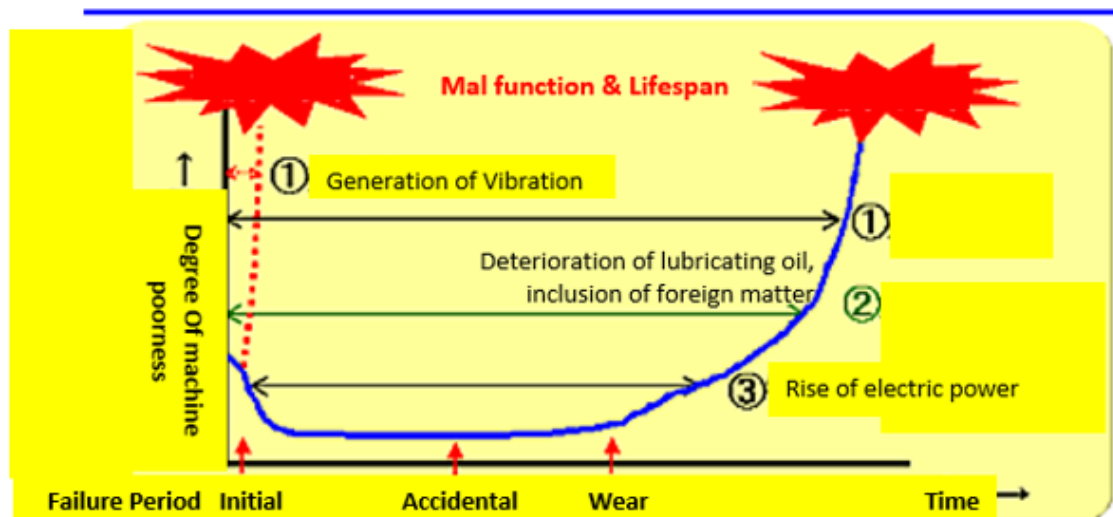 Mal function & Lifespan
① Generation of Vibration
①
Deterioration of lubricating oil,
inclusion of foreign matter
②
③ Rise of electric power
Degree Of machine
poorness
Failure Period Initial Accidental Wear Time